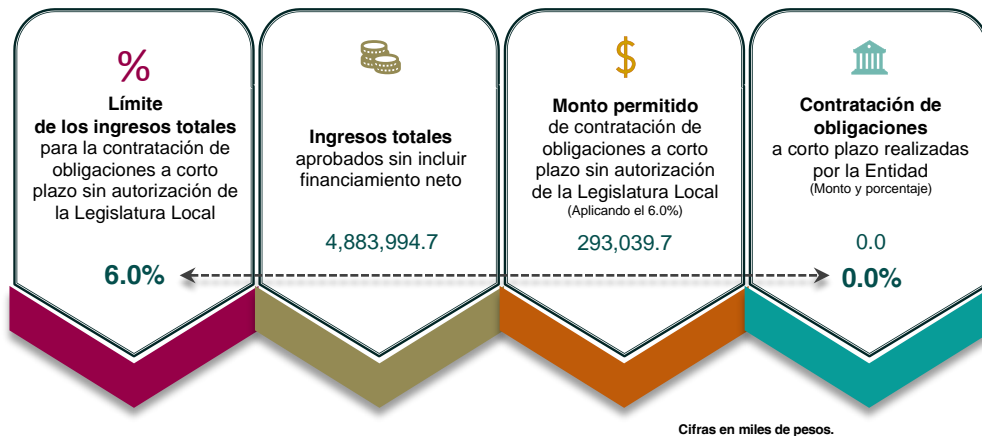 %
Límite
de los ingresos totales
para la contratación de
obligaciones a corto
plazo sin autorización de
la Legislatura Local
6.0%
Ingresos totales
aprobados sin incluir
financiamiento neto
4,883,994.7
$
Monto permitido
de contratación de
obligaciones a corto
plazo sin autorización
de la Legislatura Local
(Aplicando el 6.0%)
293,039.7
Contratación de
obligaciones
a corto plazo realizadas
por la Entidad
(Monto y porcentaje)
0.0
0.0%
Cifras en miles de pesos.